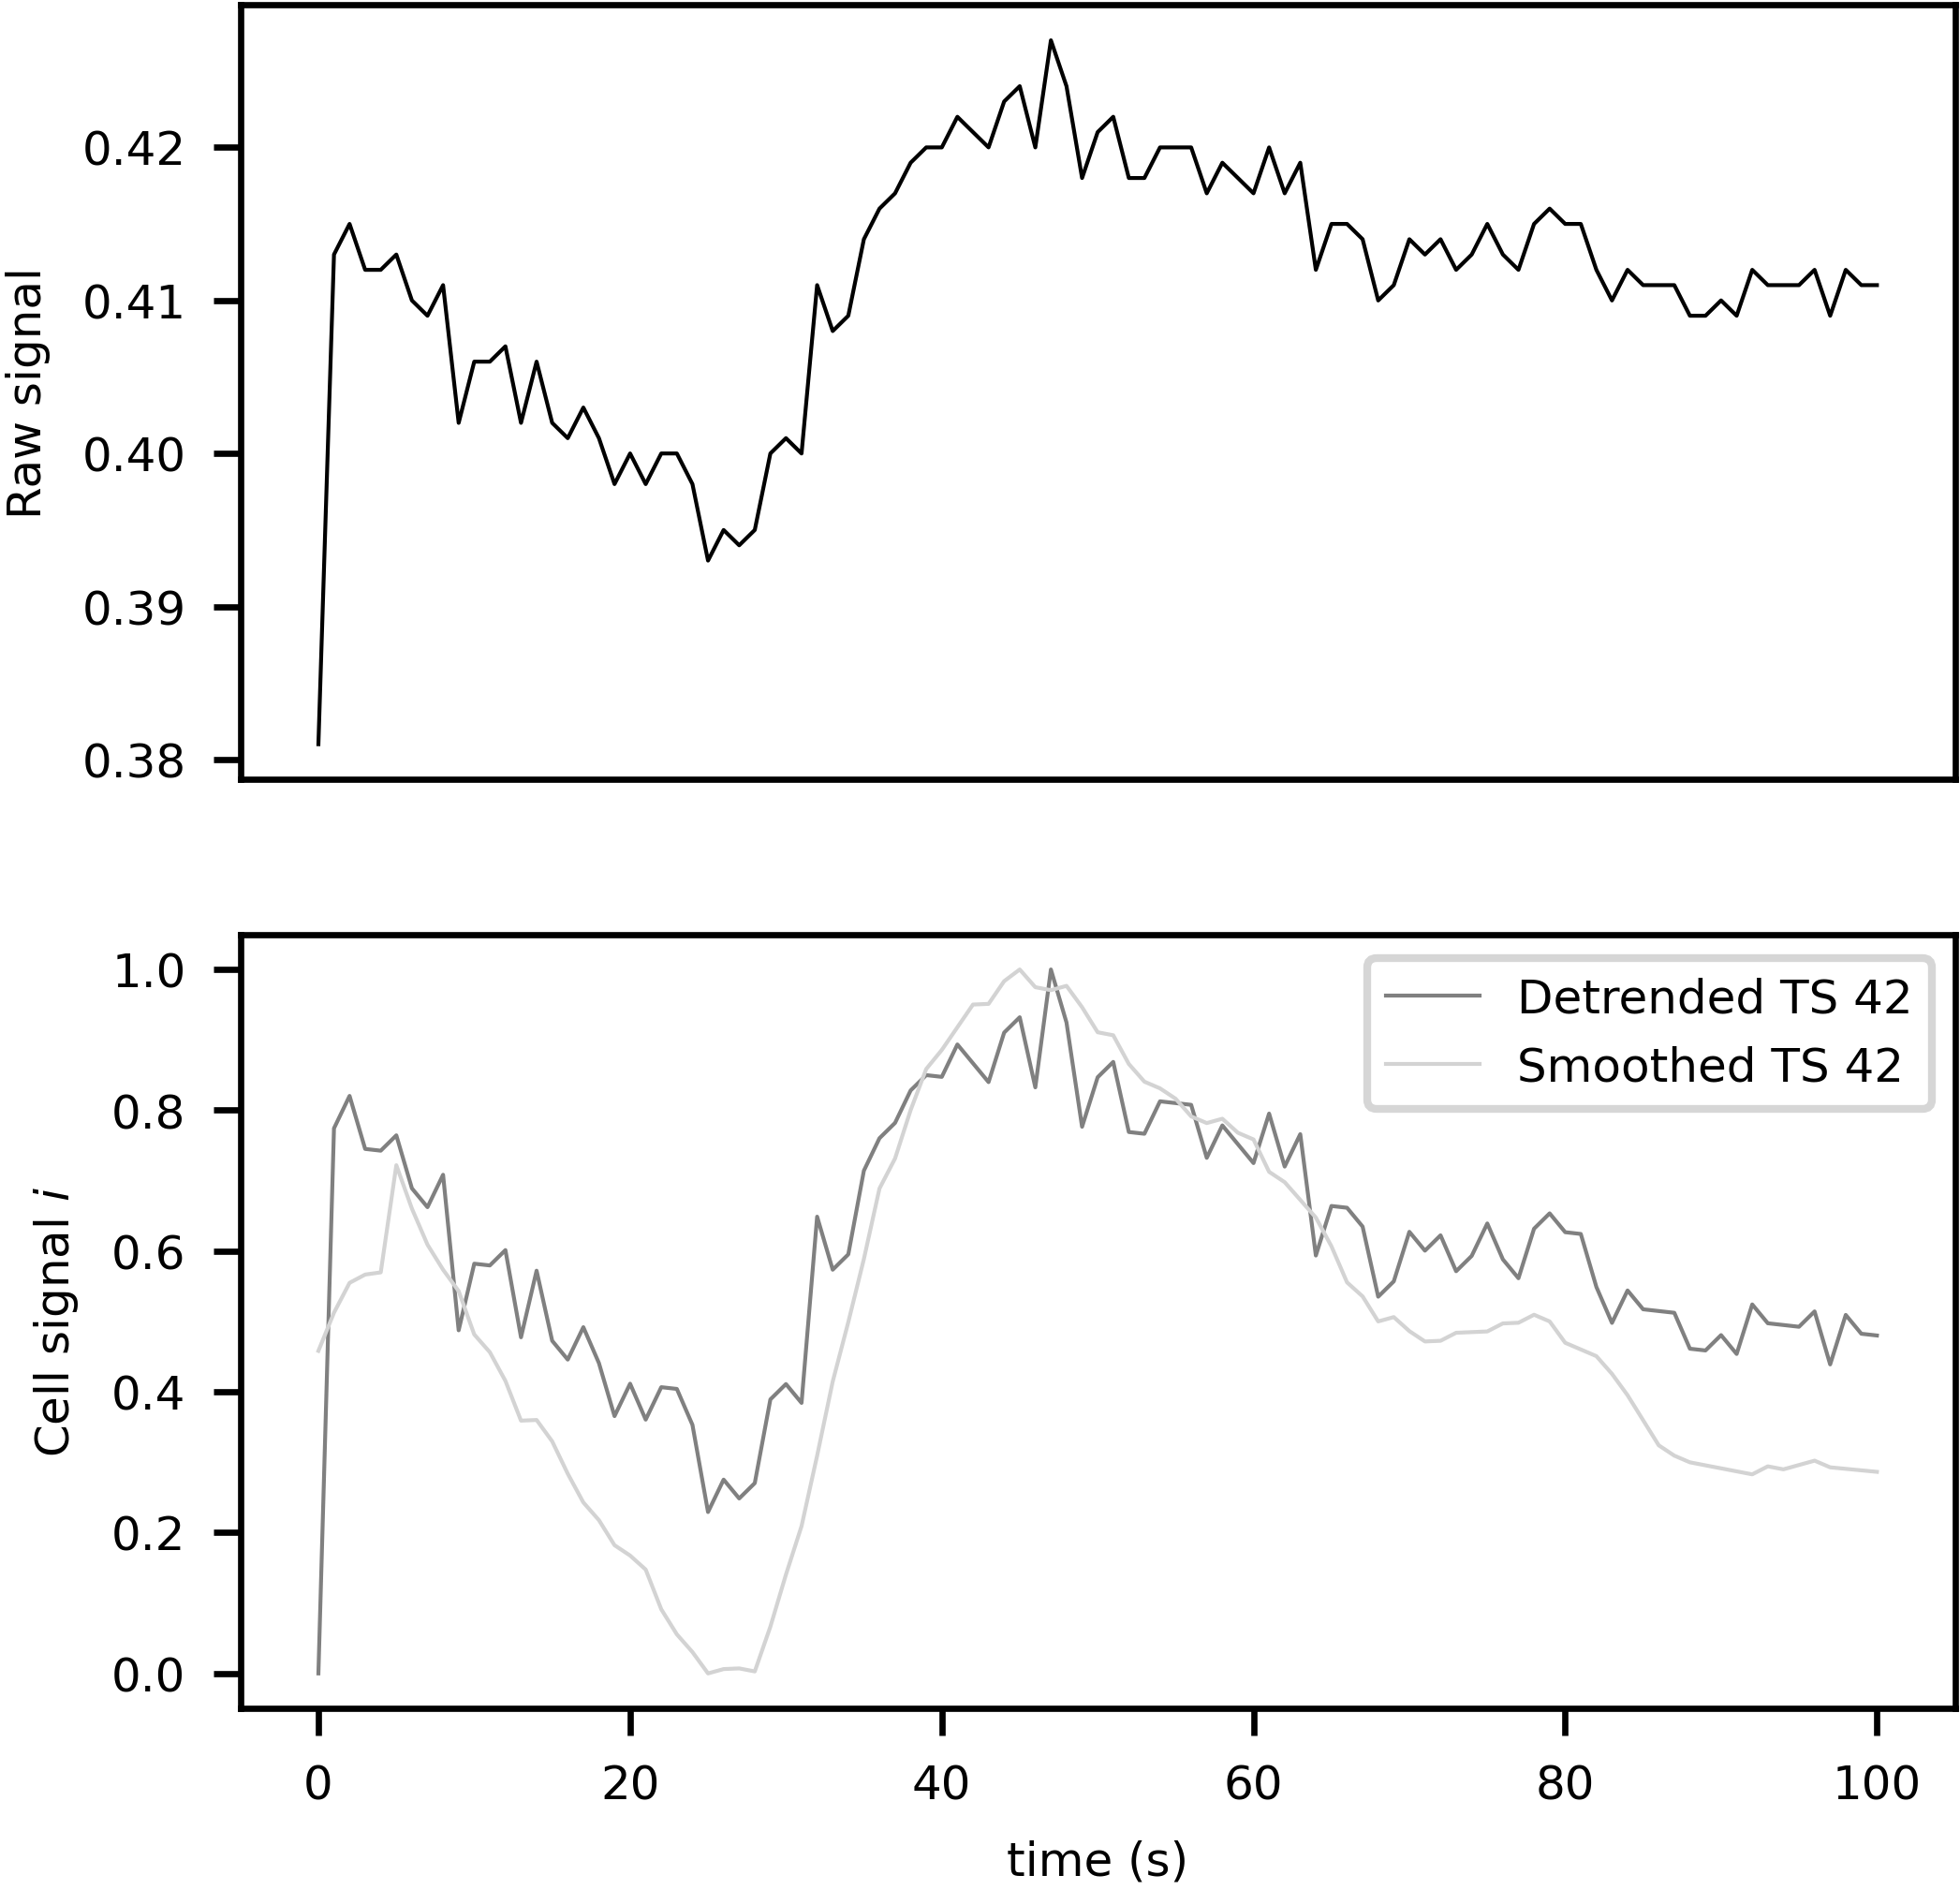 Raw signal
0.42
0.41
0.40
0.39
0.38
Cell signal i
1.0
0.8
0.6
0.4
0.2
0.0
Detrended TS 42
Smoothed TS 42
0 20 40 60 80 100
time (s)